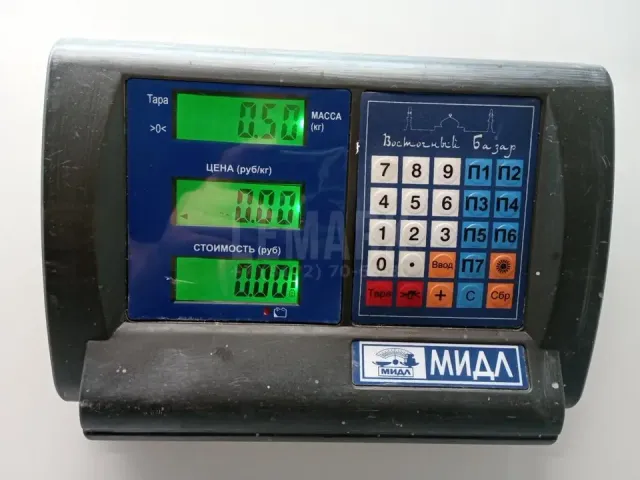 Тара
МАССА
(кг)
>0<
0.50
ЦЕНА (руб/кг)
0.00
СТОИМОСТЬ (руб)
0.00
Восточный Базар
7 8 9 П1 П2
4 5 6 П3 П4
1 2 3 П5 П6
0 • Ввод П7
Тара >0< + С Сбр
МИДЛ
МИДЛ